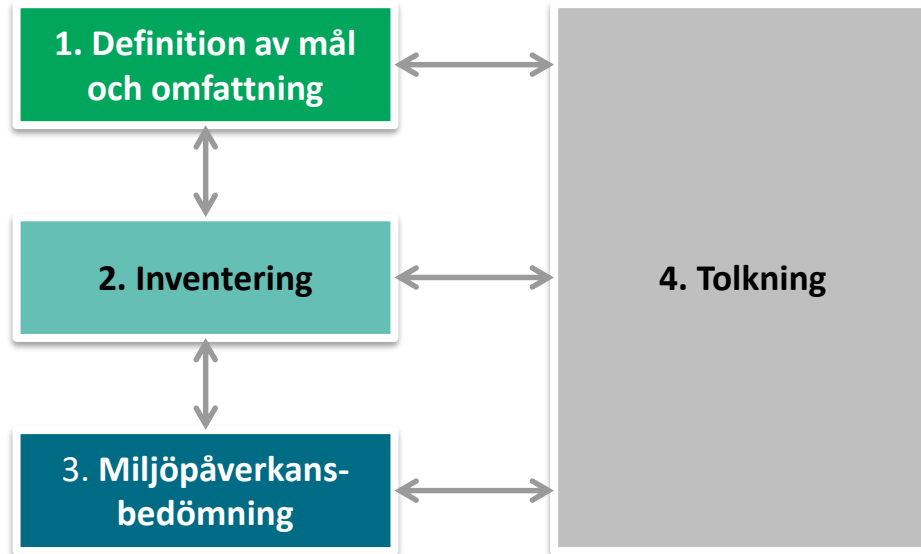 1. Definition av mål
och omfattning
2. Inventering
4. Tolkning
3. Miljöpåverkans-
bedömning